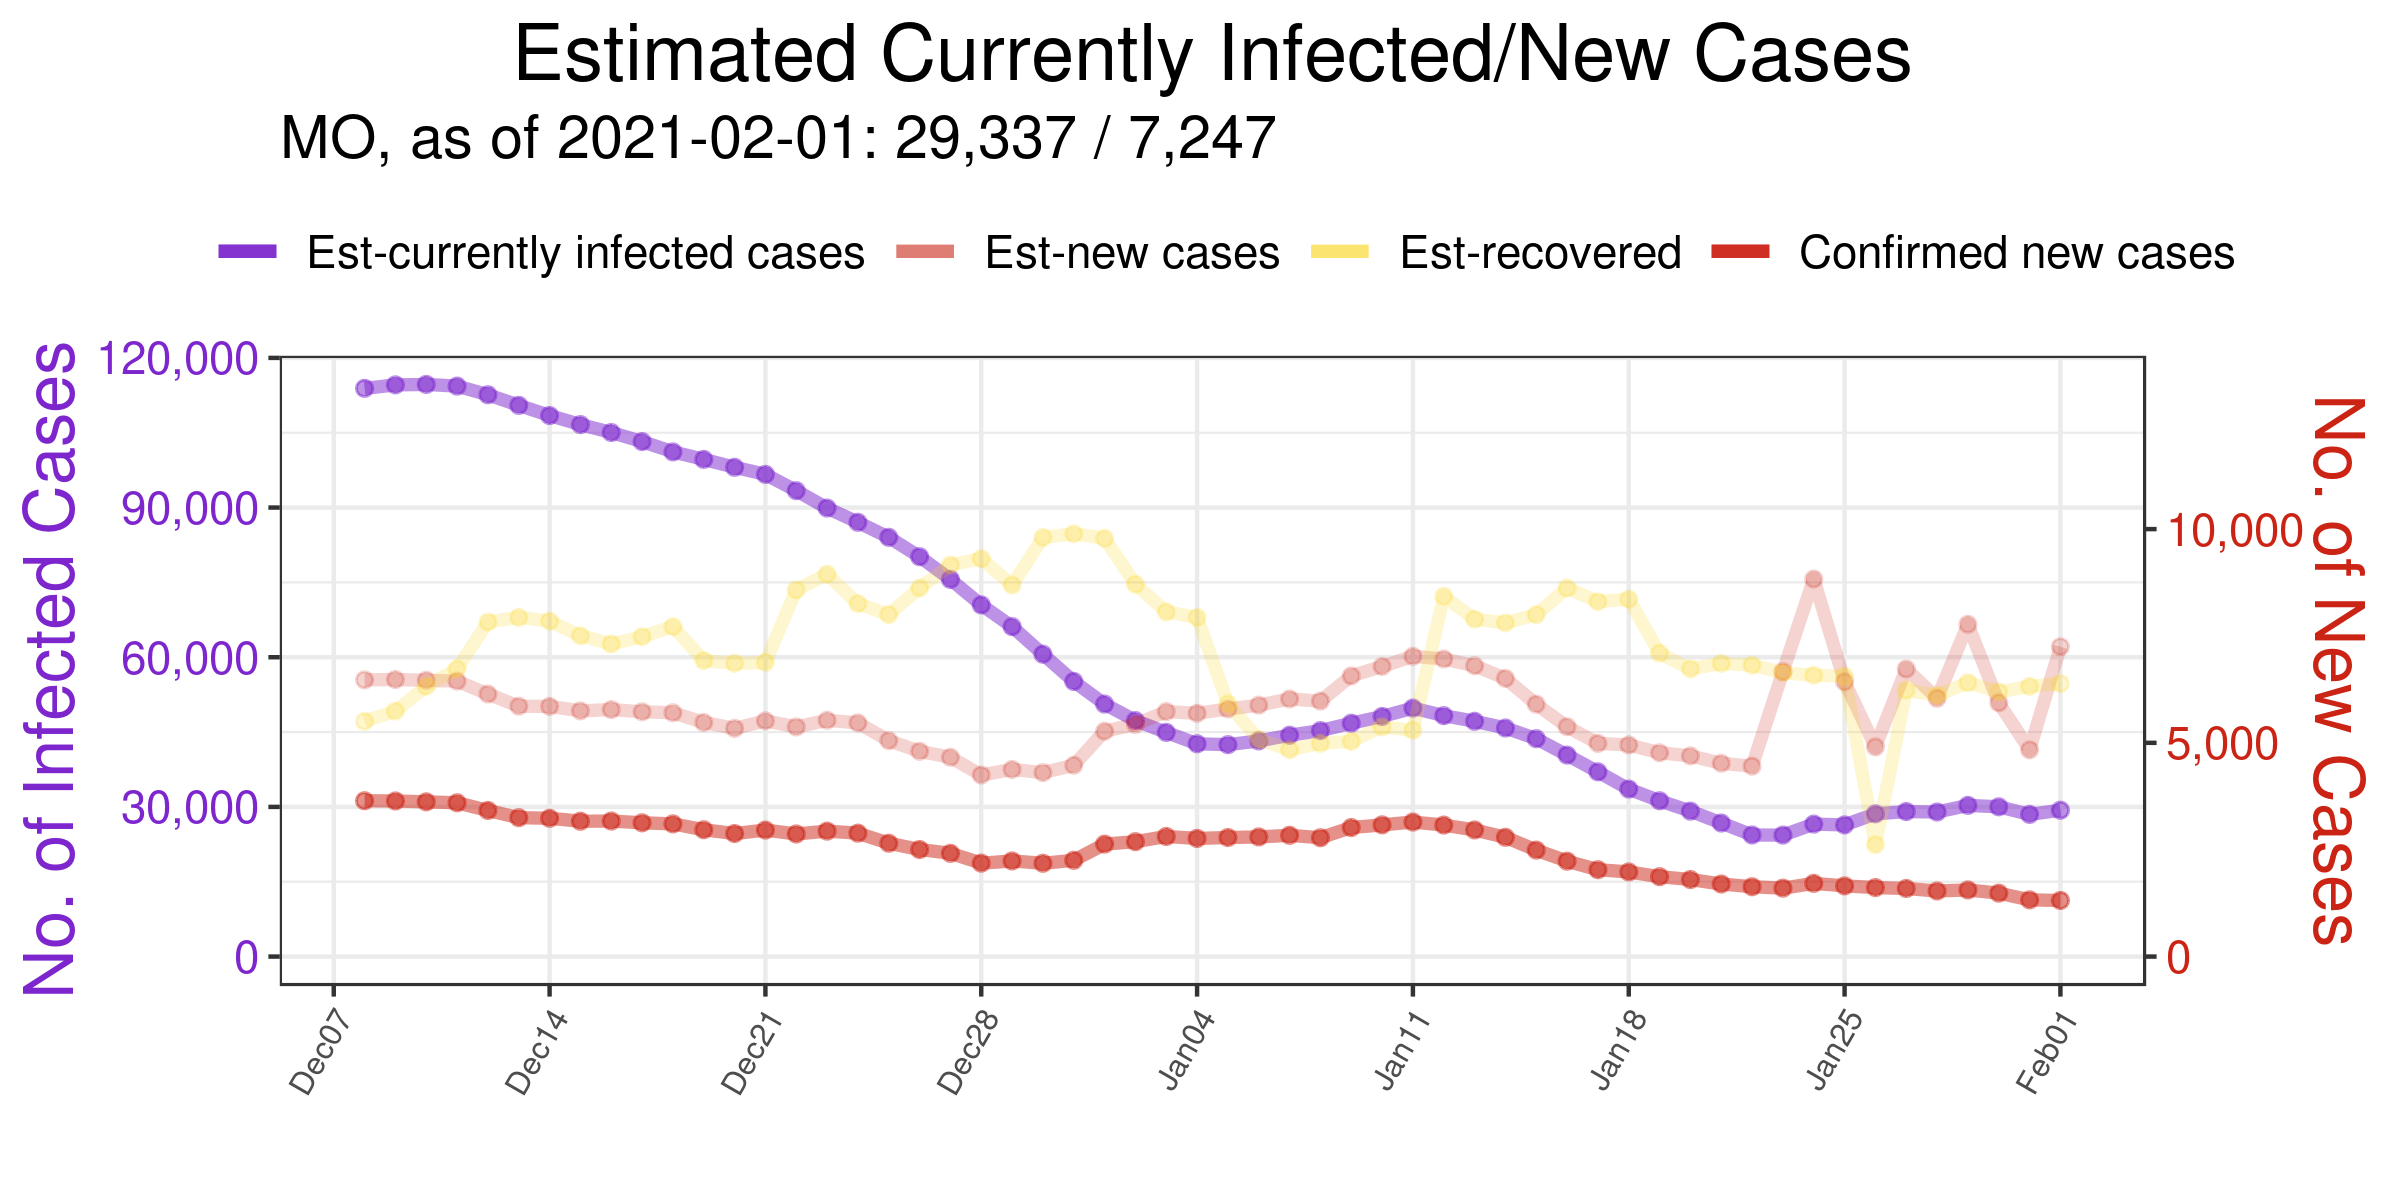 Estimated Currently Infected/New Cases
MO, as of 2021-02-01: 29,337 / 7,247
Est-currently infected cases
Est-new cases
Est-recovered
Confirmed new cases
No. of Infected Cases
120,000
90,000
60,000
30,000
0
10,000
5,000
0
No. of New Cases
Dec07
Dec14
Dec21
Dec28
Jan04
Jan11
Jan18
Jan25
Feb01